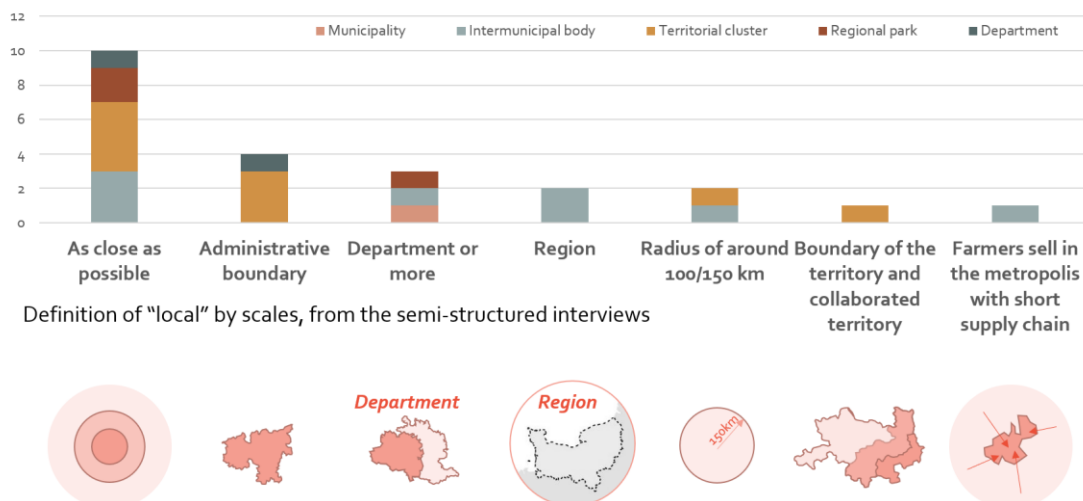 12
Municipality Intermunicipal body Territorial cluster Regional park Department
10
8
6
4
2
0
As close as possible
Administrative boundary
Department or more
Region
Radius of around 100/150 km
Boundary of the territory and collaborated territory
Farmers sell in the metropolis with short supply chain
Definition of “local” by scales, from the semi-structured interviews
Department
Region
150km